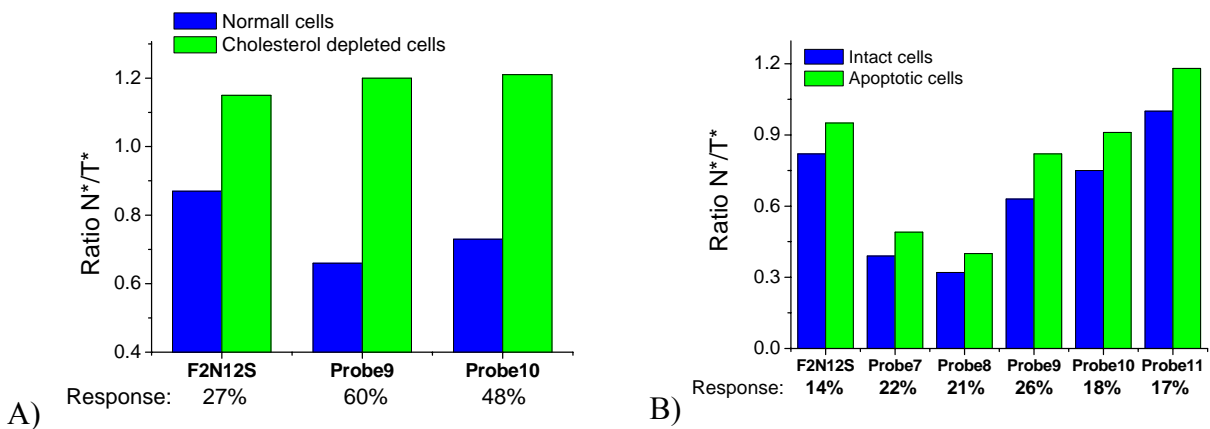 Normall cells
Cholesterol depleted cells
Ratio N*/T*
1.2
1.0
0.8
0.6
0.4
F2N12S Probe9 Probe10
Response: 27% 60% 48%
A)
Intact cells
Apoptotic cells
Ratio N*/T*
1.2
0.9
0.6
0.3
0.0
F2N12S Probe7 Probe8 Probe9 Probe10 Probe11
Response: 14% 22% 21% 26% 18% 17%
B)